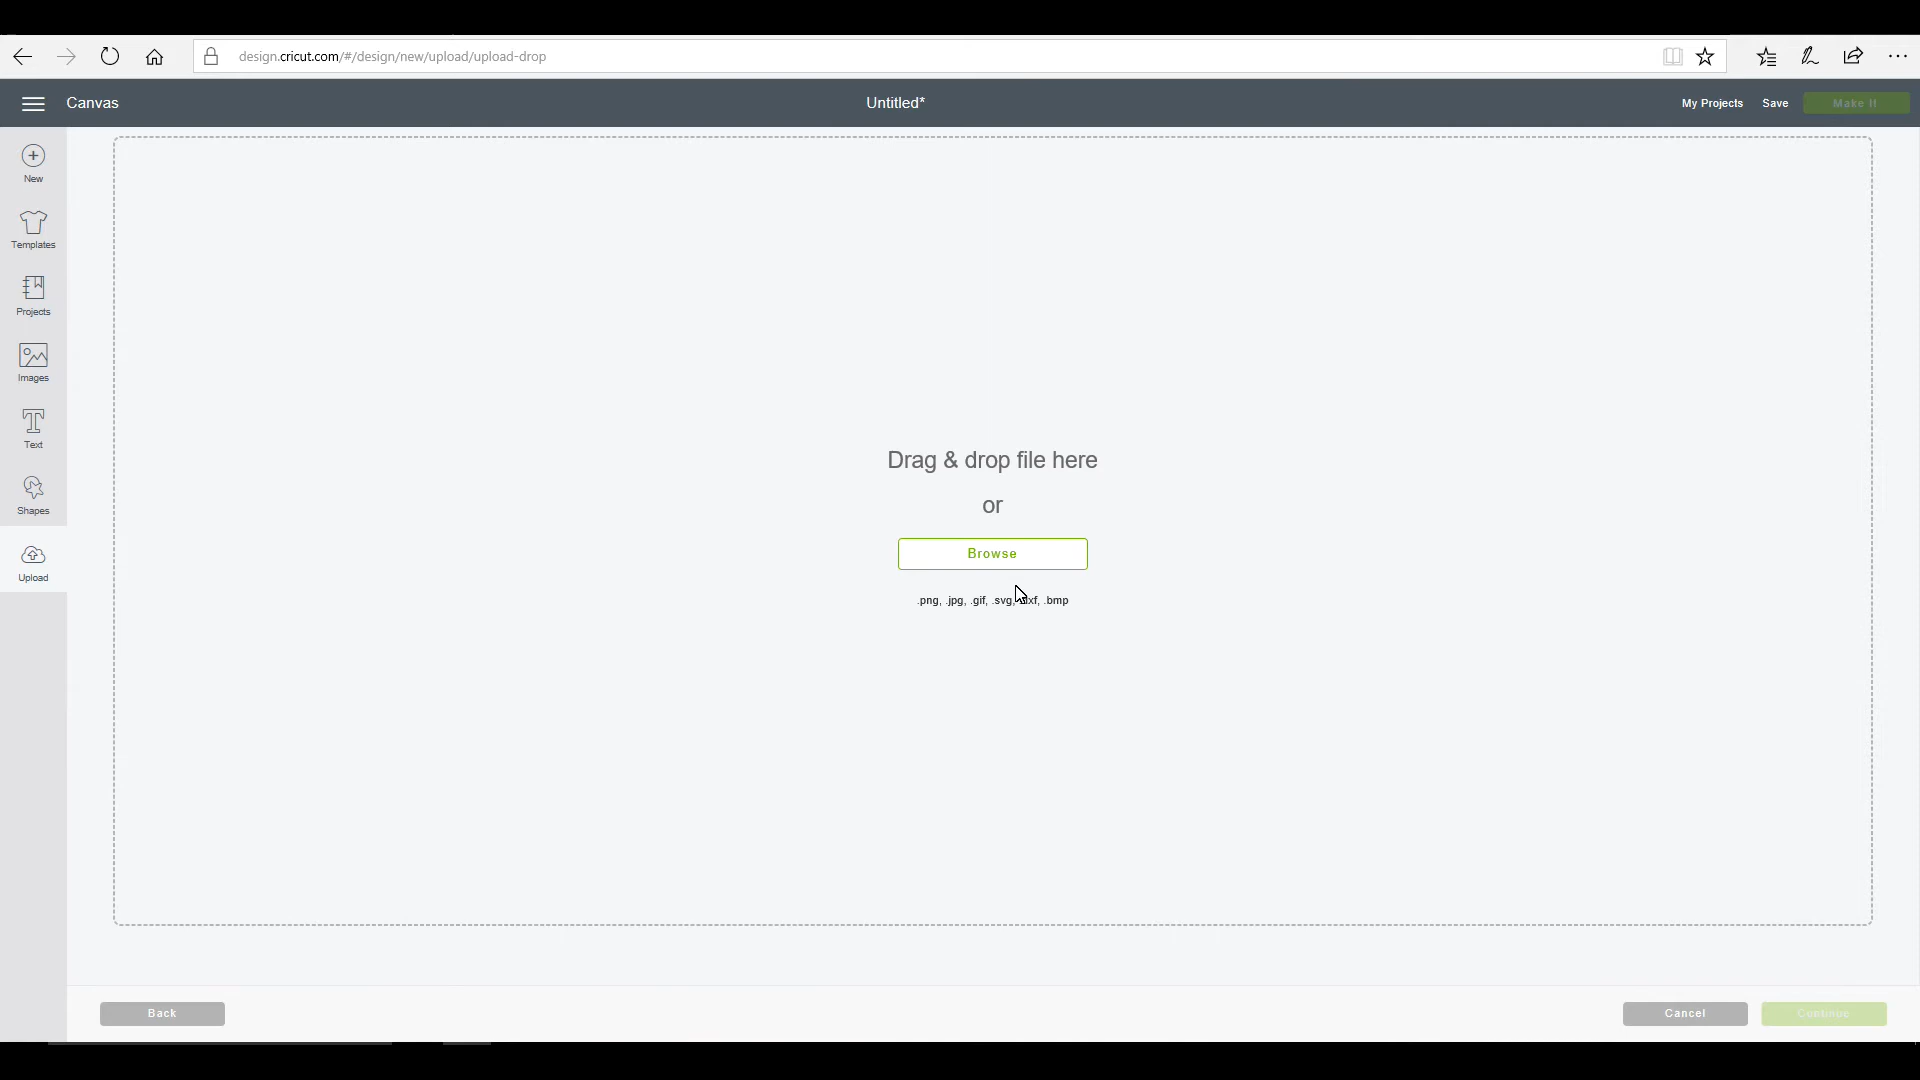 design.cricut.com/#/design/new/upload/upload-drop
Canvas
Untitled*
My Projects
Save
Make It
New
Templates
Projects
Images
Text
Shapes
Upload
Drag & drop file here
or
Browse
.png, .jpg, .gif, .svg, .bmp
Back
Cancel
Continue